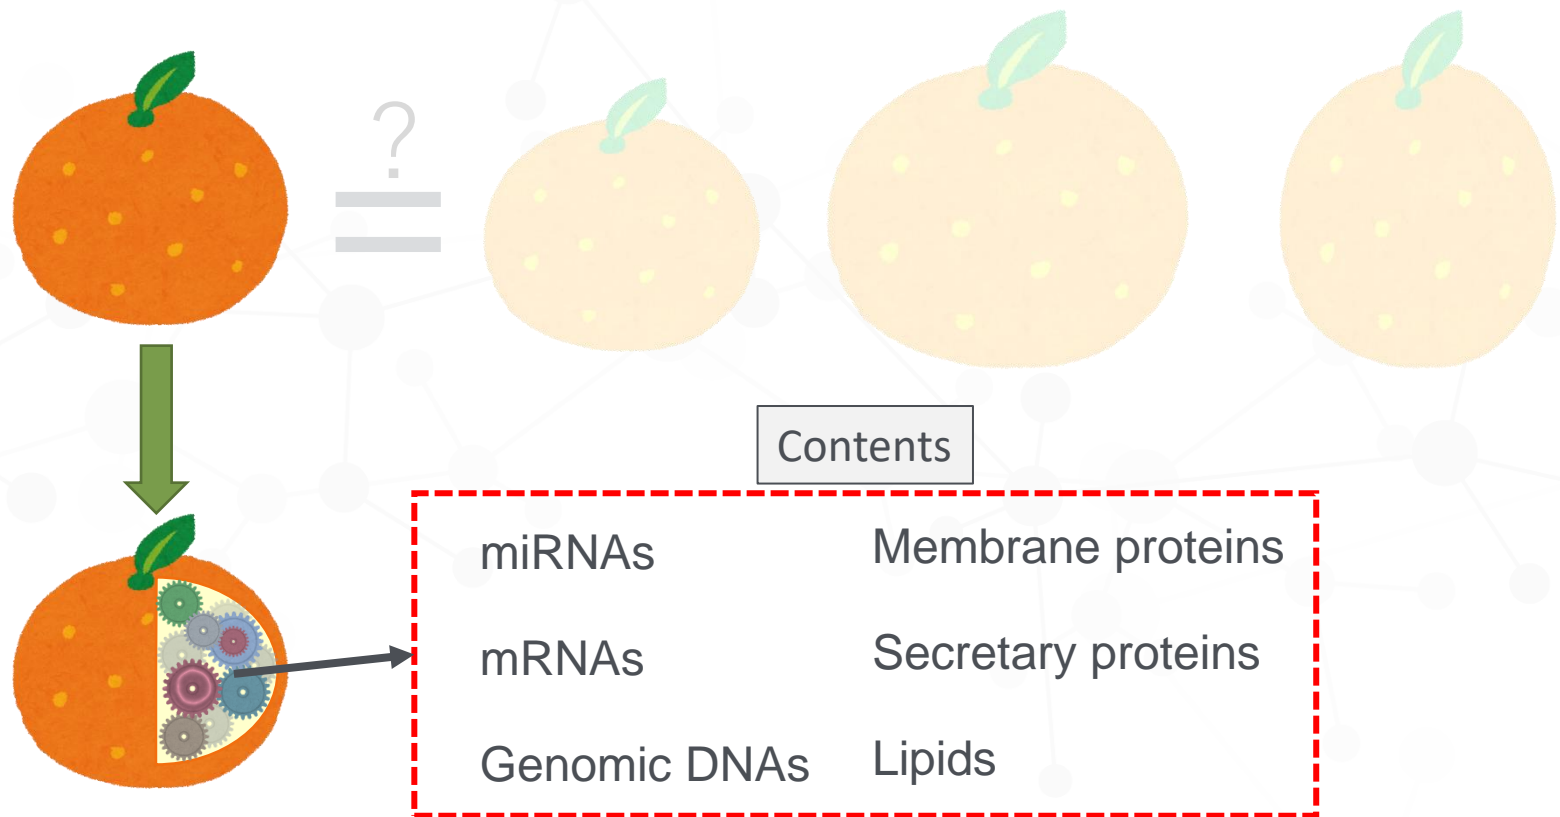 ?
Contents
miRNAs
mRNAs
Genomic DNAs
Membrane proteins
Secretary proteins
Lipids